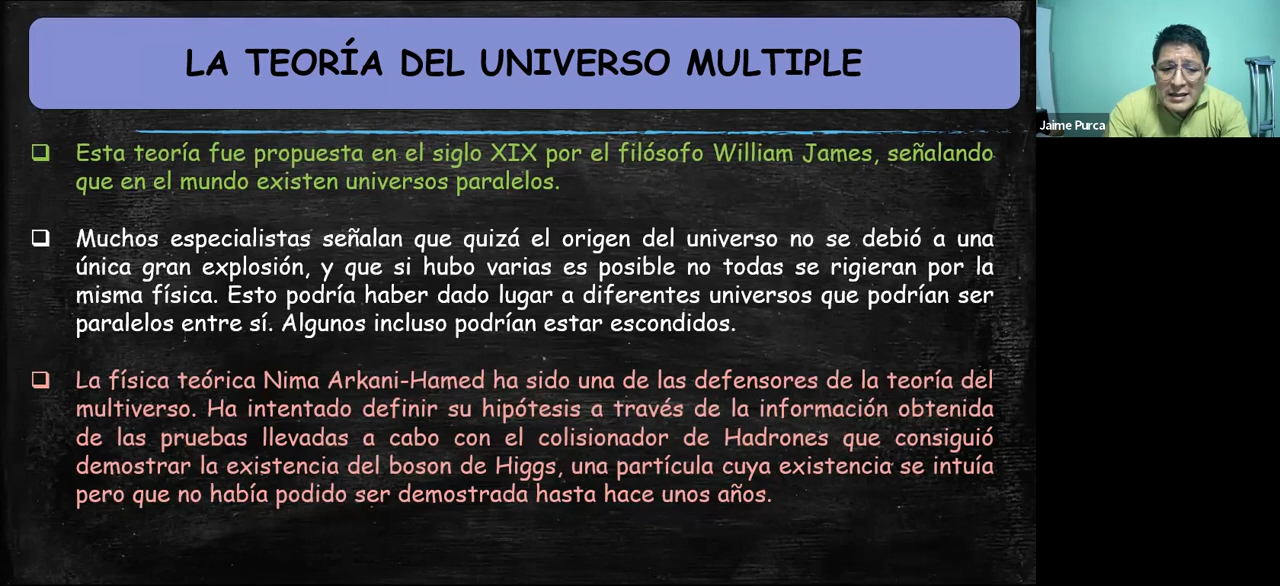 LA TEORÍA DEL UNIVERSO MULTIPLE
Esta teoría fue propuesta en el siglo XIX por el filósofo William James, señalando
que en el mundo existen universos paralelos.
Muchos especialistas señalan que quizá el origen del universo no se debió a una
única gran explosión, y que si hubo varias es posible no todas se rigieran por la
misma física. Esto podría haber dado lugar a diferentes universos que podrían ser
paralelos entre sí. Algunos incluso podrían estar escondidos.
La física teórica Nima Arkani-Hamed ha sido una de las defensores de la teoría del
multiverso. Ha intentado definir su hipótesis a través de la información obtenida
de las pruebas llevadas a cabo con el colisionador de Hadrones que consiguió
demostrar la existencia del boson de Higgs, una partícula cuya existencia se intuía
pero que no había podido ser demostrada hasta hace unos años.
Jaime Purca